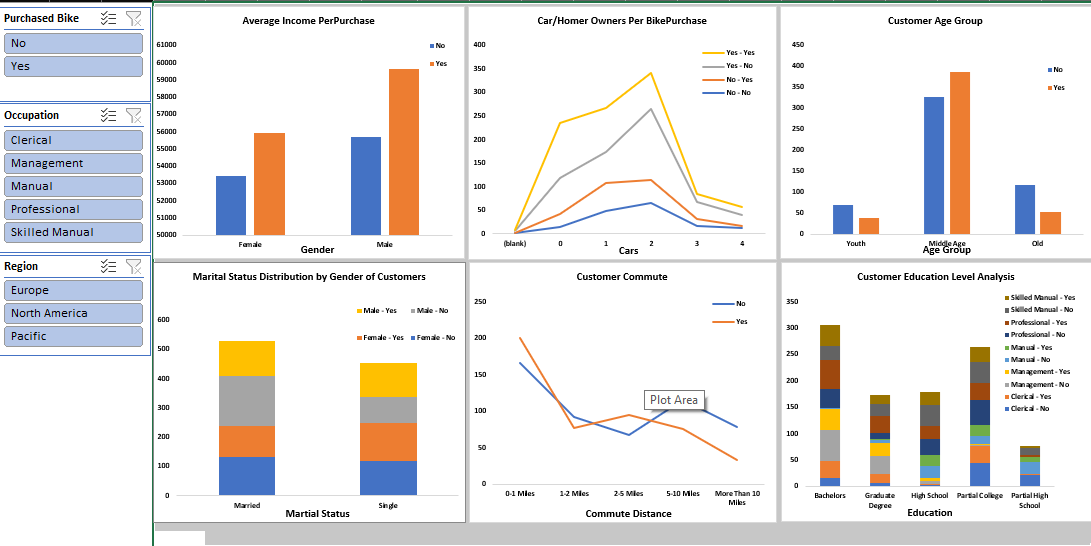 Purchased Bike
No
Yes
Occupation
Clerical
Management
Manual
Professional
Skilled Manual
Region
Europe
North America
Pacific
Average Income PerPurchase
61000
60000
59000
58000
57000
56000
55000
54000
53000
52000
51000
50000
No
Yes
Female
Male
Gender
Car/Homer Owners Per BikePurchase
400
350
300
250
200
150
100
50
0
Yes - Yes
Yes - No
No - Yes
No - No
(blank)
0
1
2
3
4
Cars
Customer Age Group
450
400
350
300
250
200
150
100
50
0
No
Yes
Youth
Middle Age
Old
Age Group
Marital Status Distribution by Gender of Customers
600
500
400
300
200
100
0
Male - Yes
Male - No
Female - Yes
Female - No
Married
Single
Martial Status
Customer Commute
250
200
150
100
50
0
No
Yes
Plot Area
0-1 Miles
1-2 Miles
2-5 Miles
5-10 Miles
More Than 10
Miles
Commute Distance
Customer Education Level Analysis
350
300
250
200
150
100
50
0
Skilled Manual - Yes
Skilled Manual - No
Professional - Yes
Professional - No
Manual - Yes
Manual - No
Management - Yes
Management - No
Clerical - Yes
Clerical - No
Bachelors
Graduate
Degree
High School
Partial College
Partial High
School
Education